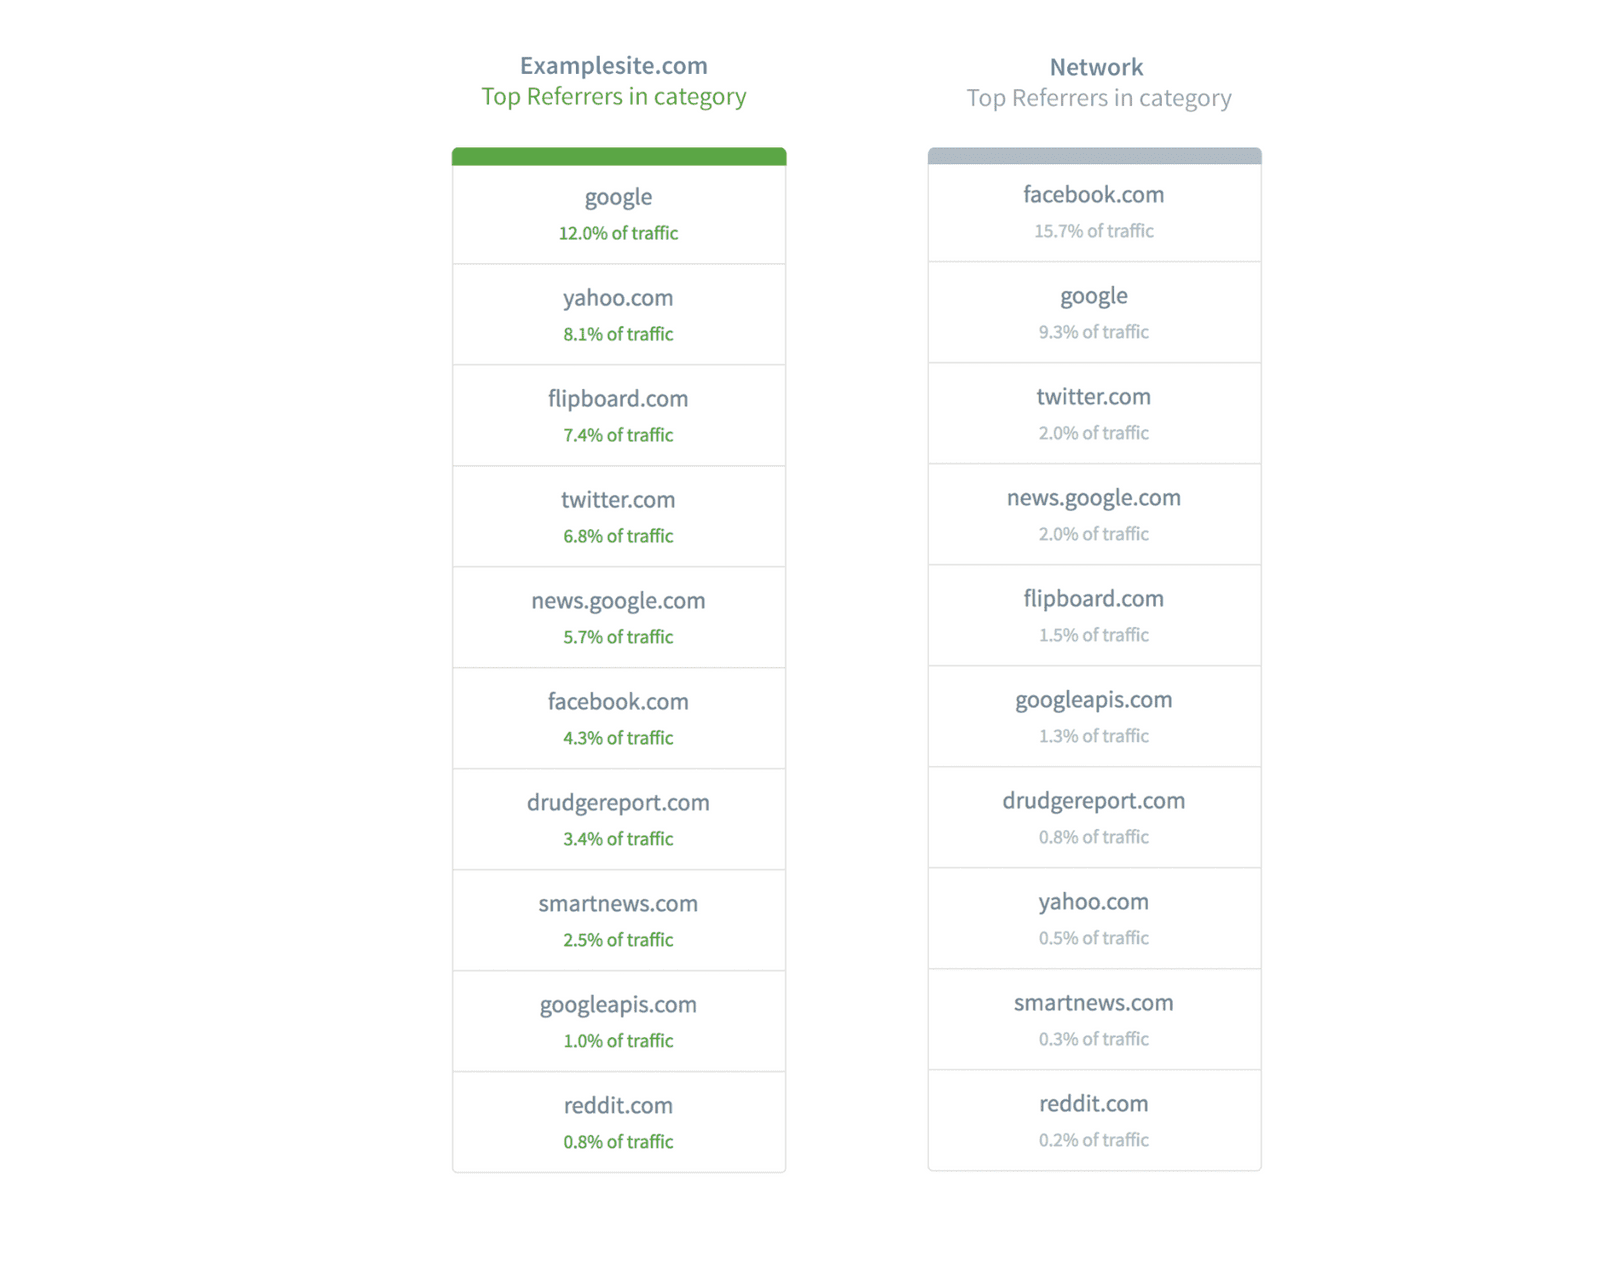 Examplesite.com
Top Referrers in category
google
12.0% of traffic
yahoo.com
8.1% of traffic
flipboard.com
7.4% of traffic
twitter.com
6.8% of traffic
news.google.com
5.7% of traffic
facebook.com
4.3% of traffic
drudgereport.com
3.4% of traffic
smartnews.com
2.5% of traffic
googleapis.com
1.0% of traffic
reddit.com
0.8% of traffic
Network
Top Referrers in category
facebook.com
15.7% of traffic
google
9.3% of traffic
twitter.com
2.0% of traffic
news.google.com
2.0% of traffic
flipboard.com
1.5% of traffic
googleapis.com
1.3% of traffic
drudgereport.com
0.8% of traffic
yahoo.com
0.5% of traffic
smartnews.com
0.3% of traffic
reddit.com
0.2% of traffic